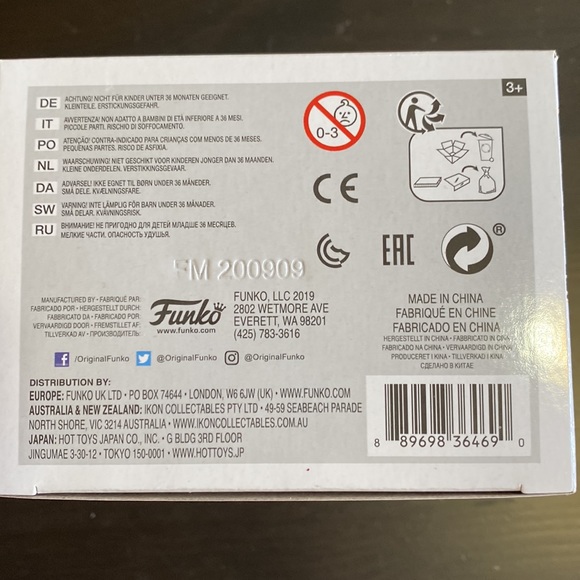 3+
DE ACHTUNG! NICHT FÜR KINDER UNTER 36 MONATEN GEEIGNET.
KLEINTEILE. ERSTICKUNGSGEFAHR.
IT AVVERTENZA! NON ADATTO A BAMBINI DI ETÀ INFERIORE A 36 MESI.
PICCOLE PARTI. RISCHIO DI SOFFOCAMENTO.
PO ATENÇÃO! CONTRA-INDICADO PARA CRIANÇAS COM MENOS DE 36 MESES.
PEQUENAS PARTES. RISCO DE ASFIXIA.
NL WAARSCHUWING! NIET GESCHIKT VOOR KINDEREN JONGER DAN 36 MAANDEN.
KLEINE ONDERDELEN. VERSTIKKINGSGEVAAR.
DA ADVARSEL! IKKE EGNET TIL BØRN UNDER 36 MÅNEDER.
SMÅ DELE. KVÆLNINGSFARE.
SW VARNING! INTE LÄMPLIG FÖR BARN UNDER 36 MÅNADER.
SMÅ DELAR. KVÄVNINGSRISK.
RU ВНИМАНИЕ! НЕ ПРИГОДНО ДЛЯ ДЕТЕЙ МЛАДШЕ 36 МЕСЯЦЕВ.
МЕЛКИЕ ЧАСТИ. ОПАСНОСТЬ УДУШЬЯ.
0-3
CE
EAC
®
FM 200909
MANUFACTURED BY • FABRIQUÉ PAR:
FABRICADO POR • HERGESTELLT DURCH:
FABBRICATO DA • FABRICADO POR:
VERVAARDIGD DOOR • FREMSTILLET AF:
TILLVERKAD AV • ПРОИЗВОДИТЕЛЬ:
Funko
www.funko.com
FUNKO, LLC 2019
2802 WETMORE AVE
EVERETT, WA 98201
(425) 783-3616
MADE IN CHINA
FABRIQUÉ EN CHINE
FABRICADO EN CHINA
HERGESTELLT IN CHINA • FABBRICATO IN CINA
FABRICADO NA CHINA • VERVAARDIGD IN CHINA
PRODUCERET I KINA • TILLVERKAD I KINA
СДЕЛАНО В КИТАЕ
/OriginalFunko @OriginalFunko @OriginalFunko
DISTRIBUTION BY:
EUROPE: FUNKO UK LTD • PO BOX 74644 • LONDON, W6 6JW (UK) • WWW.FUNKO.COM
AUSTRALIA & NEW ZEALAND: IKON COLLECTABLES PTY LTD • 49-59 SEABEACH PARADE
NORTH SHORE, VIC 3214 AUSTRALIA • WWW.IKONCOLLECTABLES.COM.AU
JAPAN: HOT TOYS JAPAN CO., INC. • G BLDG 3RD FLOOR
JINGUMAE 3-30-12 • TOKYO 150-0001 • WWW.HOTTOYS.JP
8 89698 36469 0